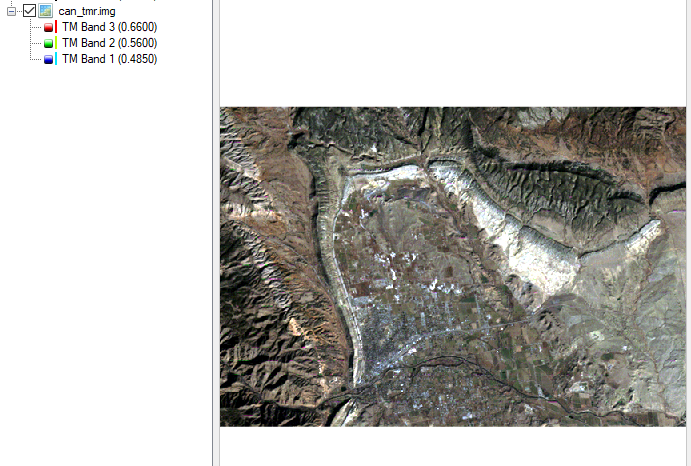 can_tmr.img
TM Band 3 (0.6600)
TM Band 2 (0.5600)
TM Band 1 (0.4850)